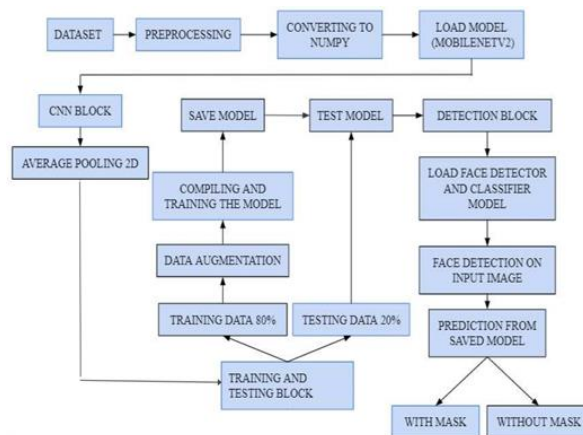 DATASET
PREPROCESSING
CONVERTING TO
NUMPY
LOAD MODEL
(MOBILENETV2)
CNN BLOCK
AVERAGE POOLING 2D
SAVE MODEL
TEST MODEL
DETECTION BLOCK
COMPILING AND
TRAINING THE MODEL
LOAD FACE DETECTOR
AND CLASSIFIER
MODEL
DATA AUGMENTATION
FACE DETECTION ON
INPUT IMAGE
TRAINING DATA 80%
TESTING DATA 20%
PREDICTION FROM
SAVED MODEL
TRAINING AND
TESTING BLOCK
WITH MASK
WITHOUT MASK